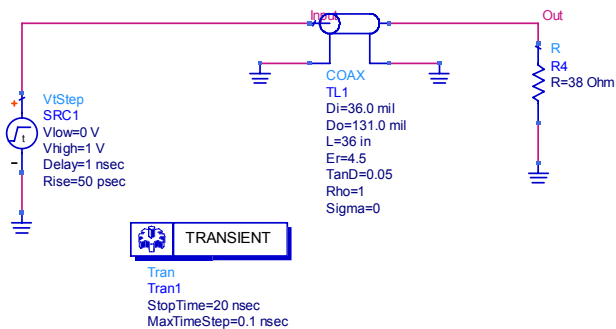 Input
Out
VtStep
SRC1
Vlow=0 V
Vhigh=1 V
Delay=1 nsec
Rise=50 psec
+
t
COAX
TL1
Di=36.0 mil
Do=131.0 mil
L=36 in
Er=4.5
TanD=0.05
Rho=1
Sigma=0
R
R4
R=38 Ohm
TRANSIENT
Tran
Tran1
StopTime=20 nsec
MaxTimeStep=0.1 nsec